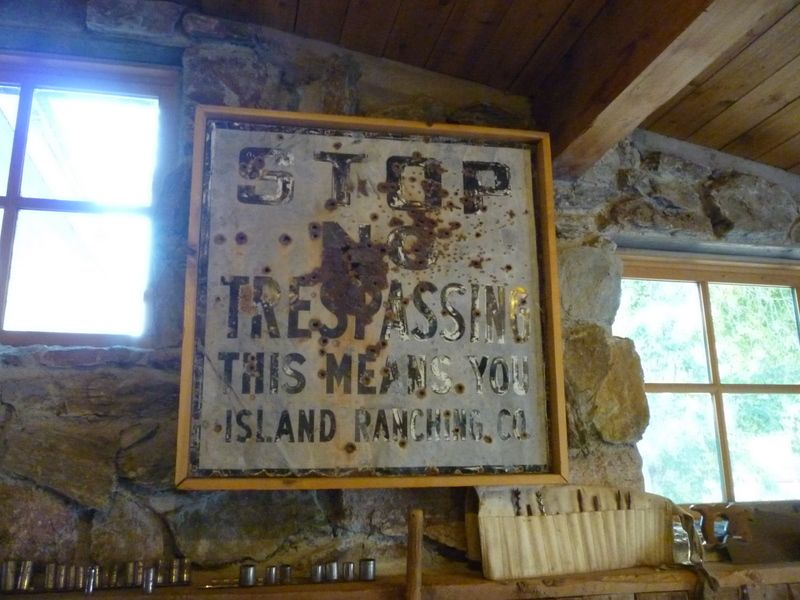 STOP
NO
TRESPASSING
THIS MEANS YOU
ISLAND RANCHING CO.